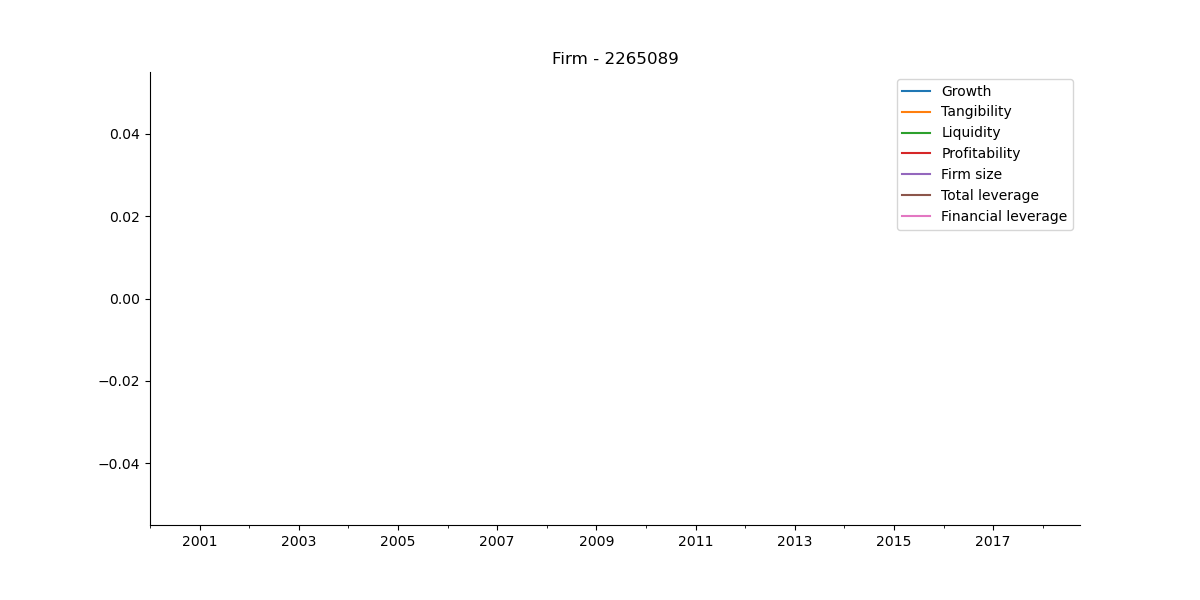 Firm - 2265089
Growth
Tangibility
Liquidity
Profitability
Firm size
Total leverage
Financial leverage
0.04
0.02
0.00
−0.02
−0.04
2001 2003 2005 2007 2009 2011 2013 2015 2017